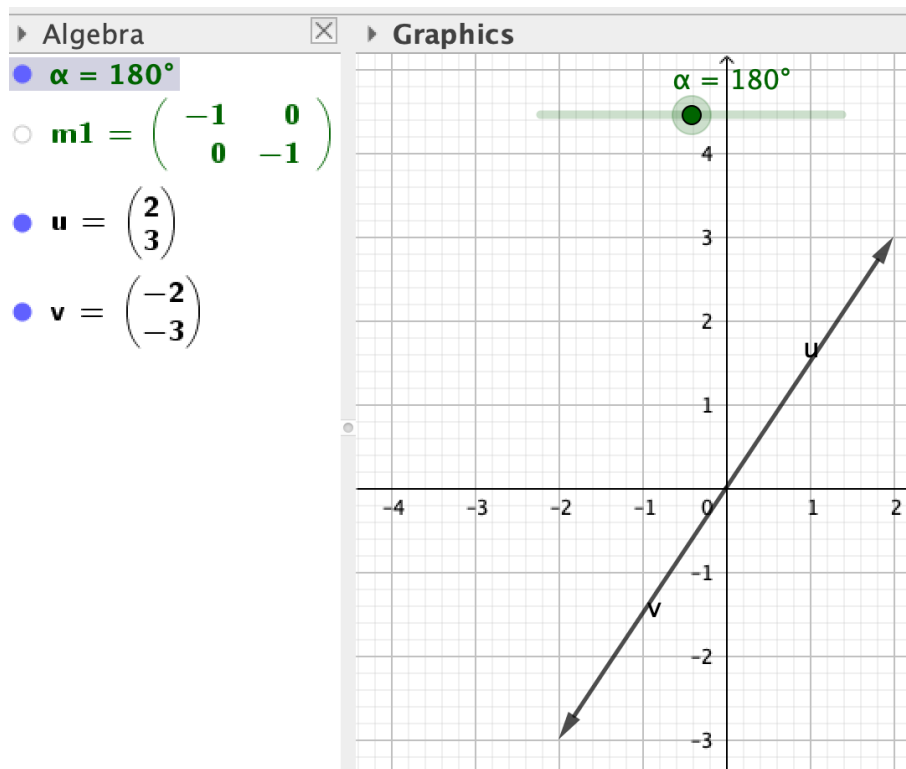 Algebra
α = 180°
m1 = ( −1 0
0 −1 )
u = ( 2
3 )
v = ( −2
−3 )
Graphics
α = 180°
4
3
2
1
−4 −3 −2 −1 0 1 2
−1
−2
−3
u
v